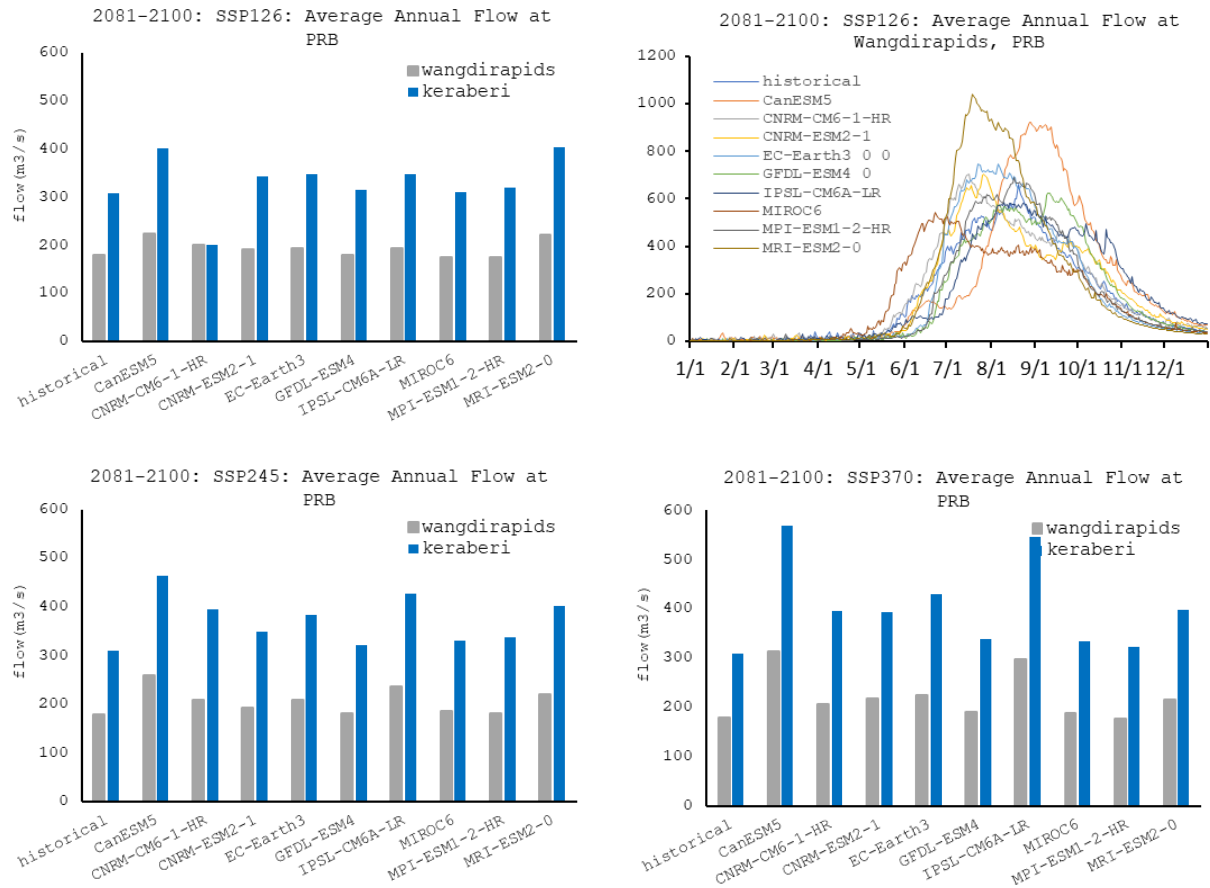 2081-2100: SSP126: Average Annual Flow at
PRB
600
500
400
300
200
100
0
flow(m3/s)
wangdirapids
keraberi
historical
CanESM5
CNRM-CM6-1-HR
CNRM-ESM2-1
EC-Earth3
GFDL-ESM4
IPSL-CM6A-LR
MIROC6
MPI-ESM1-2-HR
MRI-ESM2-0
2081-2100: SSP126: Average Annual Flow at
Wangdirapids, PRB
1200
1000
800
600
400
200
0
historical
CanESM5
CNRM-CM6-1-HR
CNRM-ESM2-1
EC-Earth3 0 0
GFDL-ESM4 0
IPSL-CM6A-LR
MIROC6
MPI-ESM1-2-HR
MRI-ESM2-0
1/1 2/1 3/1 4/1 5/1 6/1 7/1 8/1 9/1 10/1 11/1 12/1
2081-2100: SSP245: Average Annual Flow at
PRB
600
500
400
300
200
100
0
flow(m3/s)
wangdirapids
keraberi
historical
CanESM5
CNRM-CM6-1-HR
CNRM-ESM2-1
EC-Earth3
GFDL-ESM4
IPSL-CM6A-LR
MIROC6
MPI-ESM1-2-HR
MRI-ESM2-0
2081-2100: SSP370: Average Annual Flow at
PRB
600
500
400
300
200
100
0
flow(m3/s)
wangdirapids
keraberi
historical
CanESM5
CNRM-CM6-1-HR
CNRM-ESM2-1
EC-Earth3
GFDL-ESM4
IPSL-CM6A-LR
MIROC6
MPI-ESM1-2-HR
MRI-ESM2-0